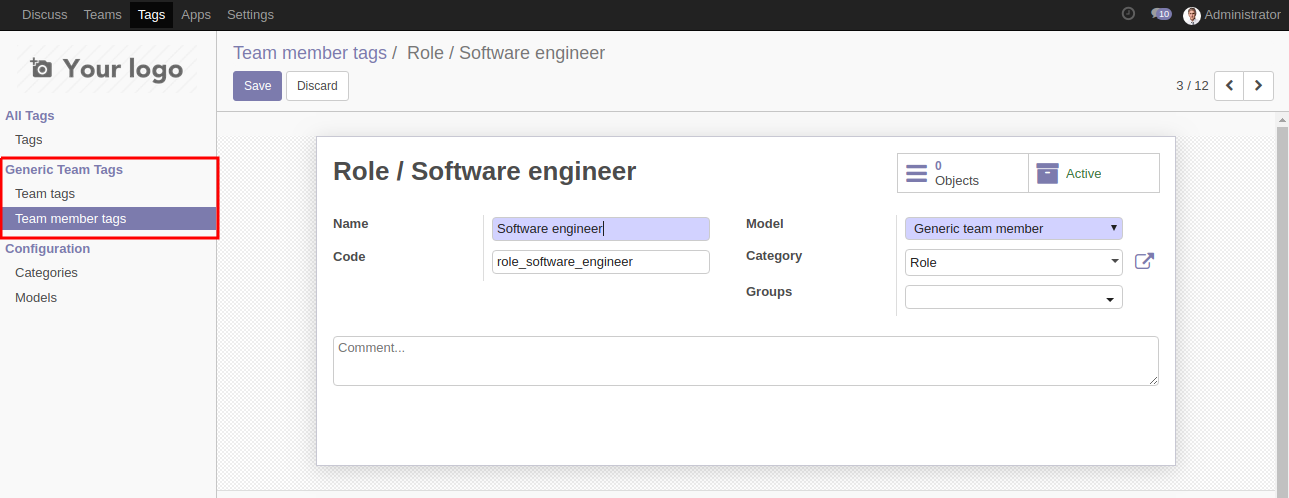 Discuss Teams Tags Apps Settings 10 Administrator
Your logo
All Tags
Tags
Generic Team Tags
Team tags
Team member tags
Configuration
Categories
Models
Team member tags / Role / Software engineer
Save Discard 3 / 12
Role / Software engineer
0
Objects
Active
Name Software engineer
Code role_software_engineer
Model Generic team member
Category Role
Groups
Comment...